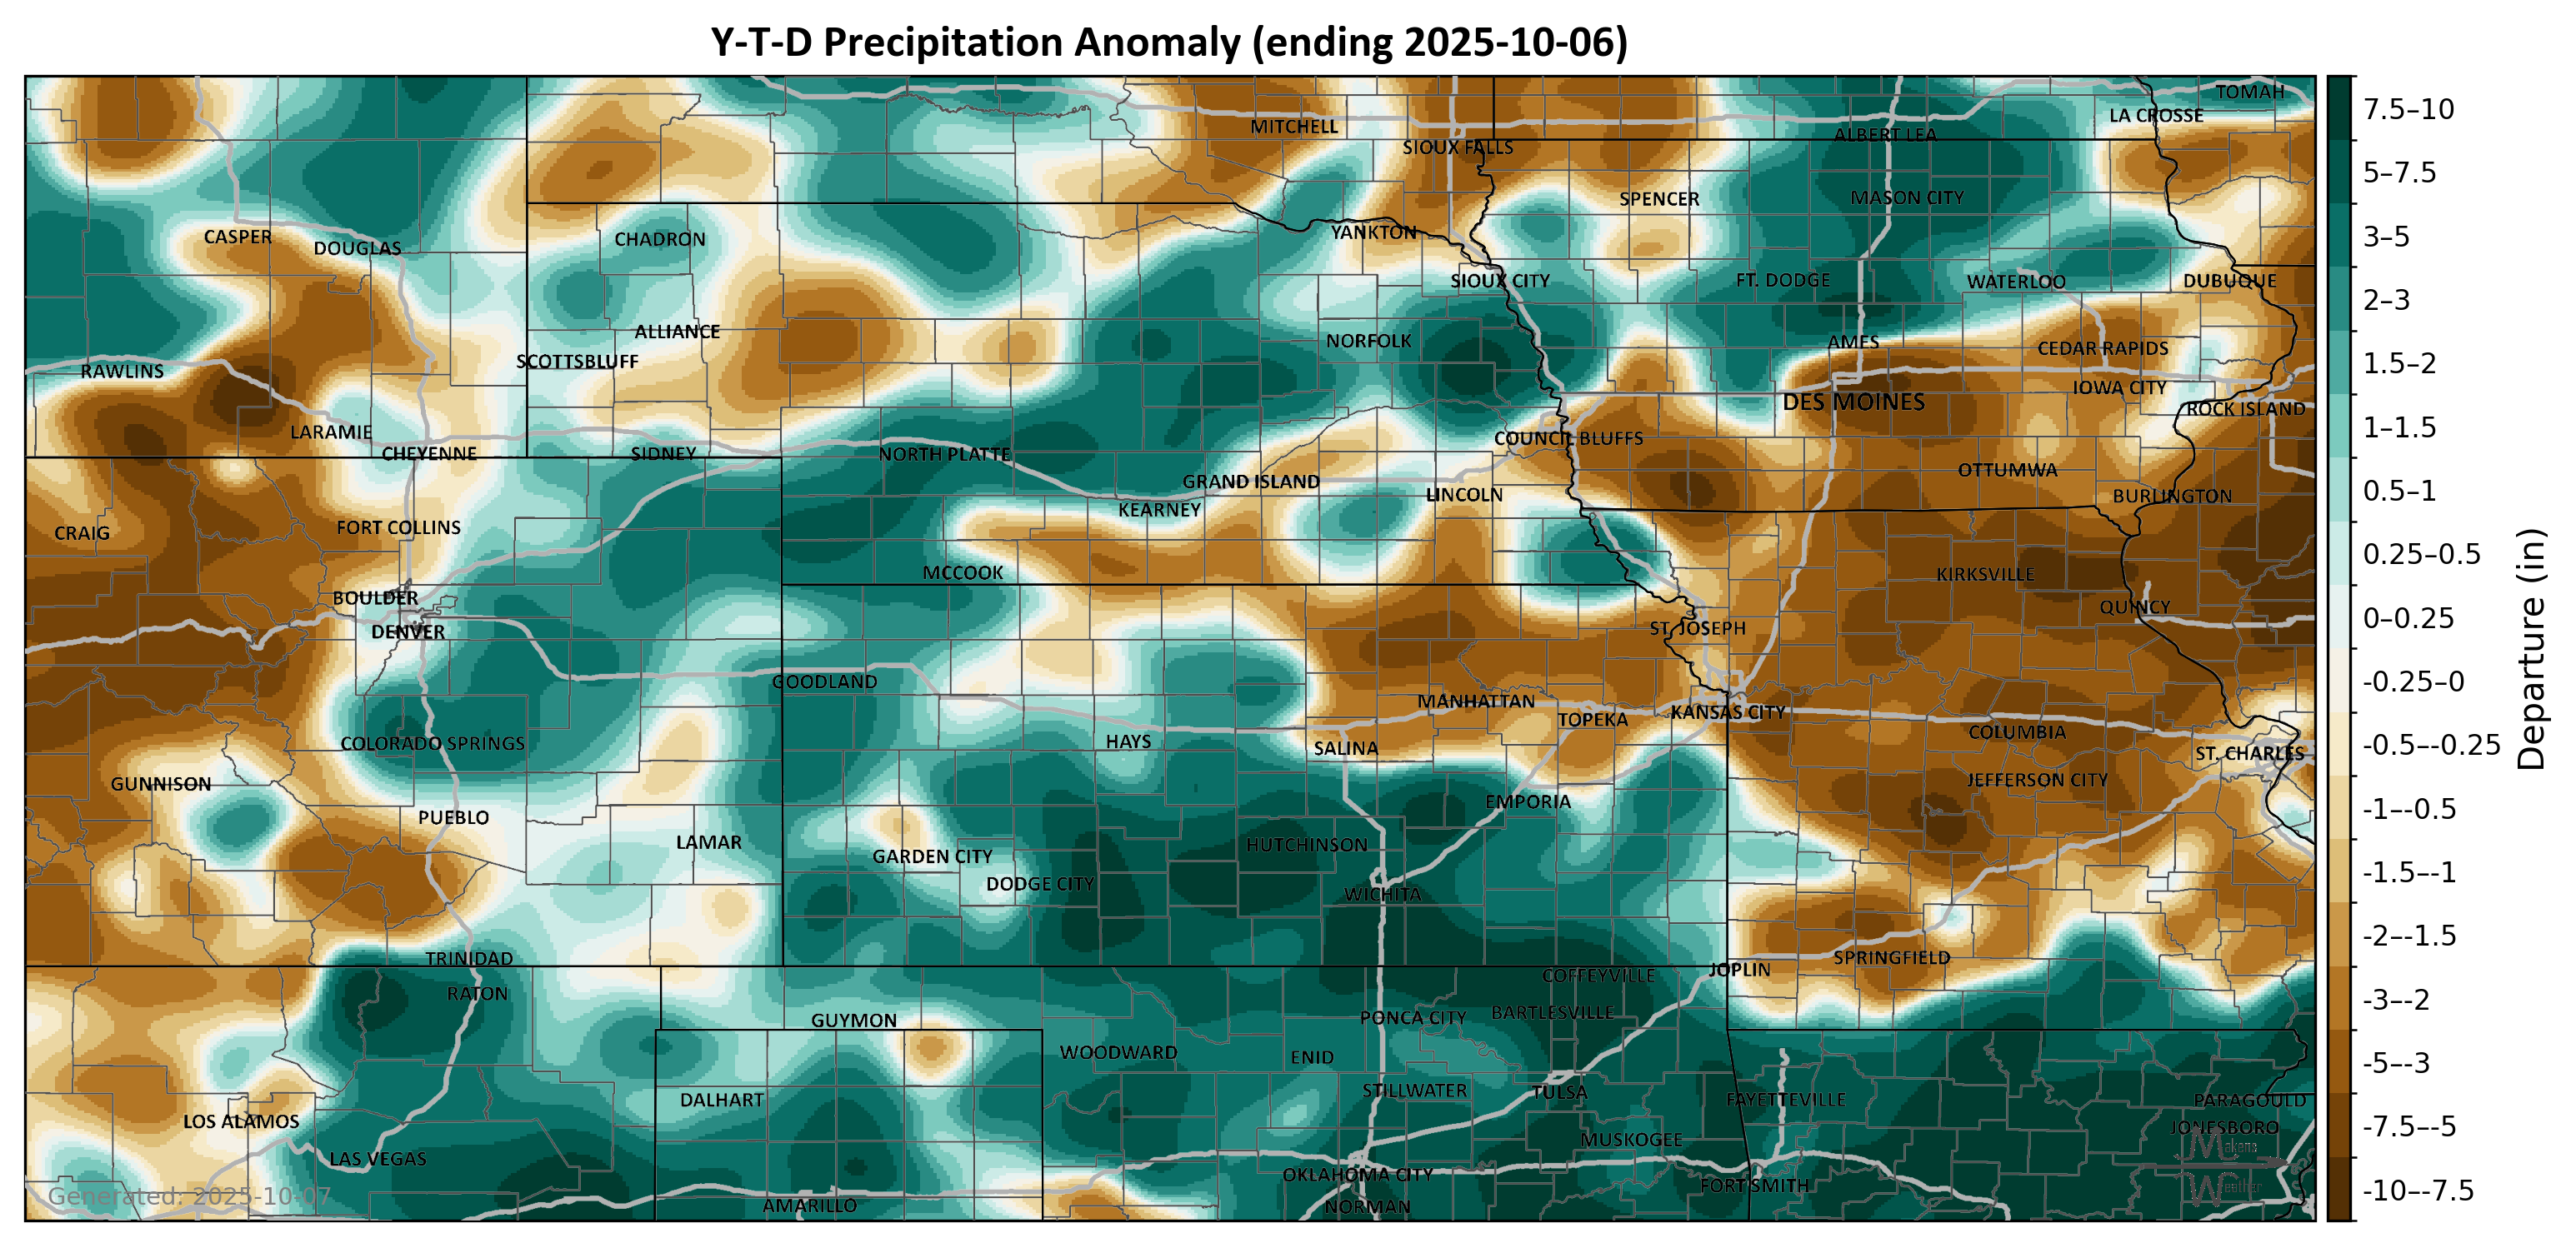 Y-T-D Precipitation Anomaly (ending 2025-10-06)
TOMAH
LA CROSSE
MITCHELL
ALBERT LEA
SIOUX FALLS
SPENCER
MASON CITY
CASPER
DOUGLAS
CHADRON
YANKTON
SIOUX CITY
FT. DODGE
WATERLOO
DUBUQUE
ALLIANCE
NORFOLK
AMES
CEDAR RAPIDS
SCOTTSBLUFF
RAWLINS
IOWA CITY
DES MOINES
ROCK ISLAND
LARAMIE
COUNCIL BLUFFS
CHEYENNE
SIDNEY
NORTH PLATTE
OTTUMWA
GRAND ISLAND
LINCOLN
BURLINGTON
KEARNEY
CRAIG
FORT COLLINS
MCCOOK
KIRKSVILLE
BOULDER
QUINCY
DENVER
ST. JOSEPH
GOODLAND
MANHATTAN
KANSAS CITY
TOPEKA
COLUMBIA
COLORADO SPRINGS
HAYS
SALINA
ST. CHARLES
GUNNISON
JEFFERSON CITY
EMPORIA
PUEBLO
LAMAR
HUTCHINSON
GARDEN CITY
DODGE CITY
WICHITA
TRINIDAD
SPRINGFIELD
JOPLIN
COFFEYVILLE
RATON
BARTLESVILLE
PONCA CITY
GUYMON
WOODWARD
ENID
STILLWATER
TULSA
DALHART
FAYETTEVILLE
PARAGOULD
LOS ALAMOS
JONESBORO
MUSKOGEE
LAS VEGAS
OKLAHOMA CITY
FORT SMITH
AMARILLO
NORMAN
Generated: 2025-10-07
Makens
Weather
7.5–10
5–7.5
3–5
2–3
1.5–2
1–1.5
0.5–1
0.25–0.5
0–0.25
-0.25–0
-0.5–-0.25
-1–-0.5
-1.5–-1
-2–-1.5
-3–-2
-5–-3
-7.5–-5
-10–-7.5
Departure (in)